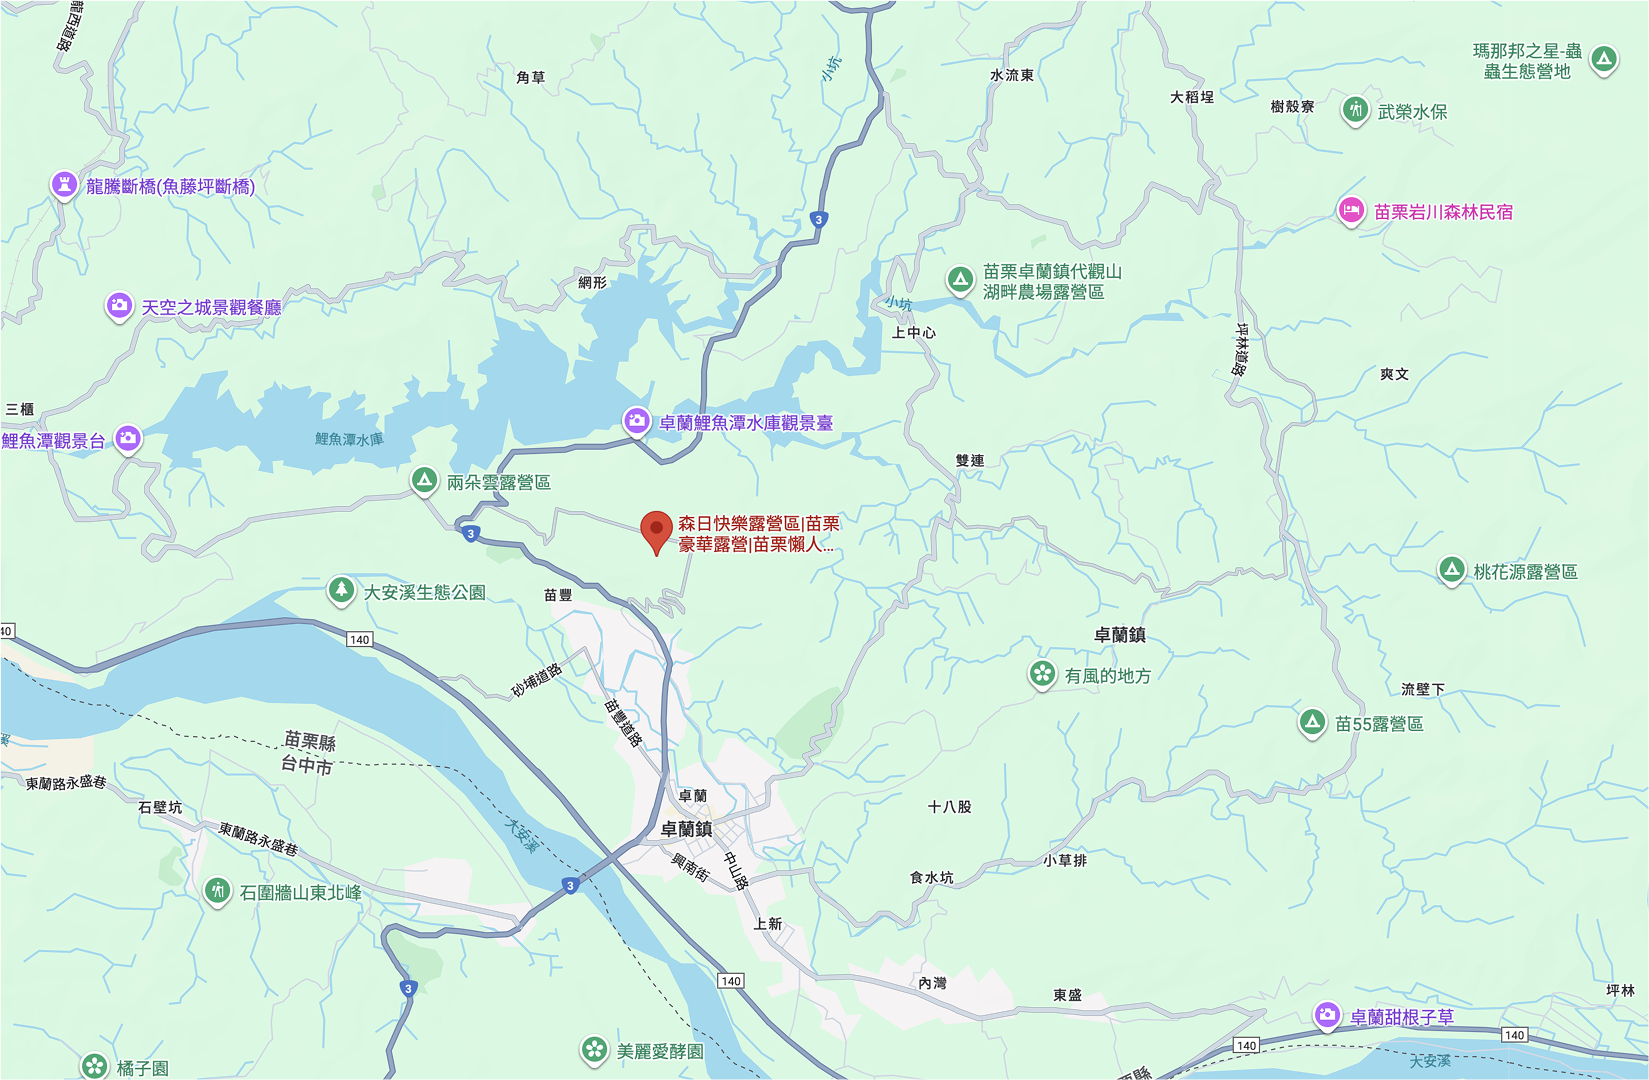 龍西道路
角草
小坑
水流東
大稻埕
樹殼寮
瑪那邦之星-蟲
蟲生態營地
武榮水保
龍騰斷橋(魚藤坪斷橋)
3
苗栗岩川森林民宿
網形
苗栗卓蘭鎮代觀山
湖畔農場露營區
小坑
天空之城景觀餐廳
上中心
坪林道路
爽文
三櫃
鯉魚潭觀景台
鯉魚潭水庫
卓蘭鯉魚潭水庫觀景臺
雙連
兩朵雲露營區
3
森日快樂露營區|苗栗
豪華露營|苗栗懶人...
桃花源露營區
大安溪生態公園
苗豐
40
140
卓蘭鎮
有風的地方
砂埔道路
苗豐道路
流壁下
苗55露營區
溪
苗栗縣
台中市
東蘭路永盛巷
石壁坑
東蘭路永盛巷
大安溪
卓蘭
卓蘭鎮
十八股
興南街
中山路
小草排
食水坑
3
石圍牆山東北峰
上新
3
140
內灣
東盛
坪林
卓蘭甜根子草
140
140
大安溪
美麗愛酵園
橘子園